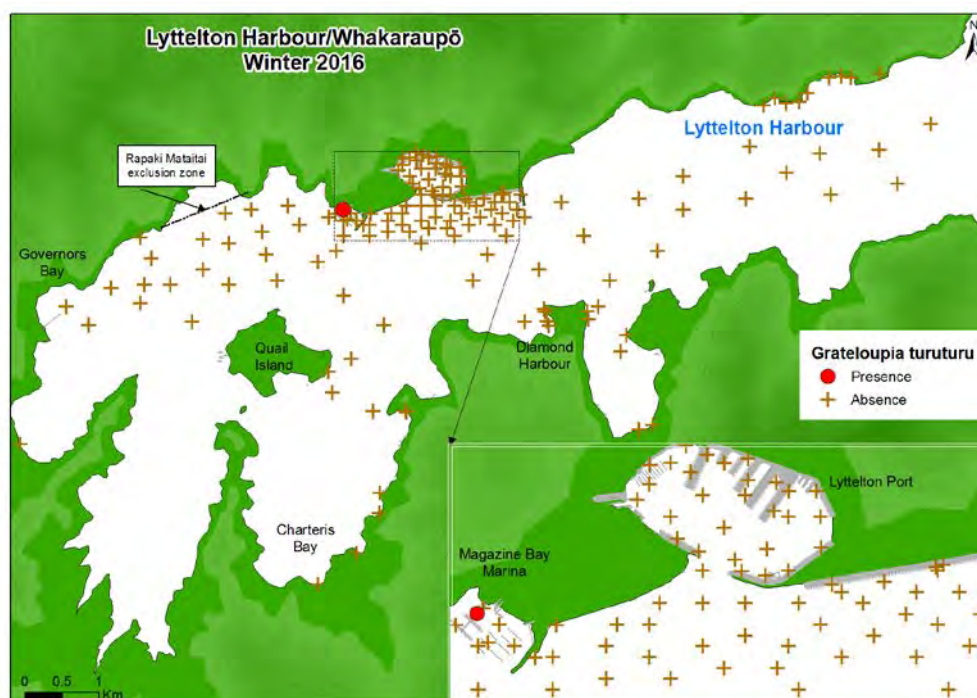 Lyttelton Harbour/Whakaraupō
Winter 2016
N
Rapaki Mataitai
exclusion zone
Lyttelton Harbour
Governors
Bay
Quail
Island
Diamond
Harbour
Grateloupia turuturu
Presence
Absence
Charteris
Bay
Lyttelton Port
Magazine Bay
Marina
0 0.5 1
Km